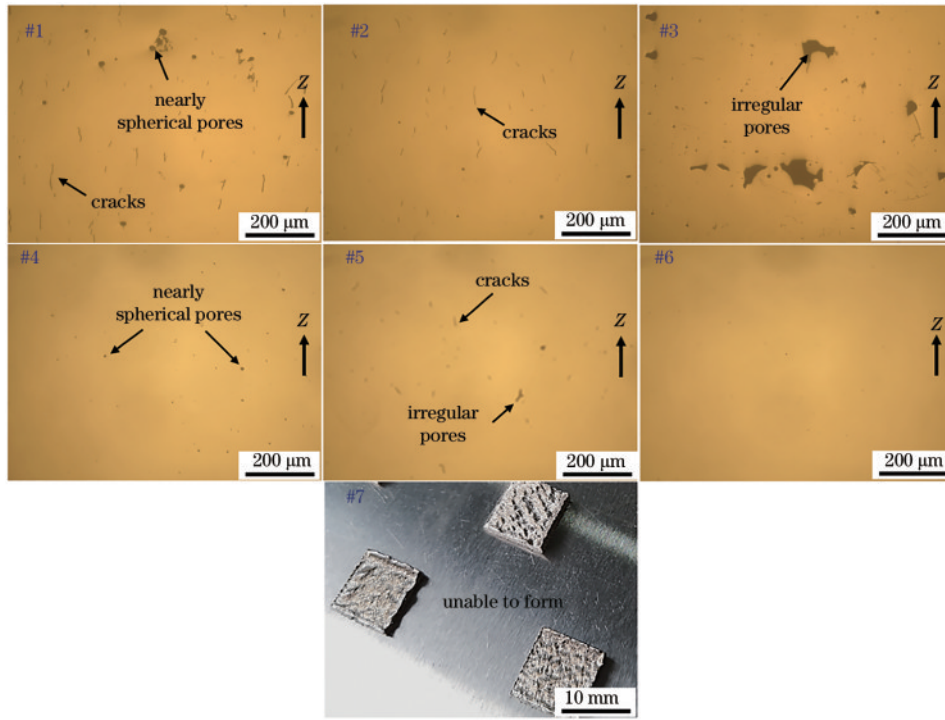 #1
nearly
spherical pores
Z
cracks
200 μm
#2
cracks
Z
200 μm
#3
irregular
pores
Z
200 μm
#4
nearly
spherical pores
Z
200 μm
#5
cracks
irregular
pores
Z
200 μm
#6
Z
200 μm
#7
unable to form
10 mm